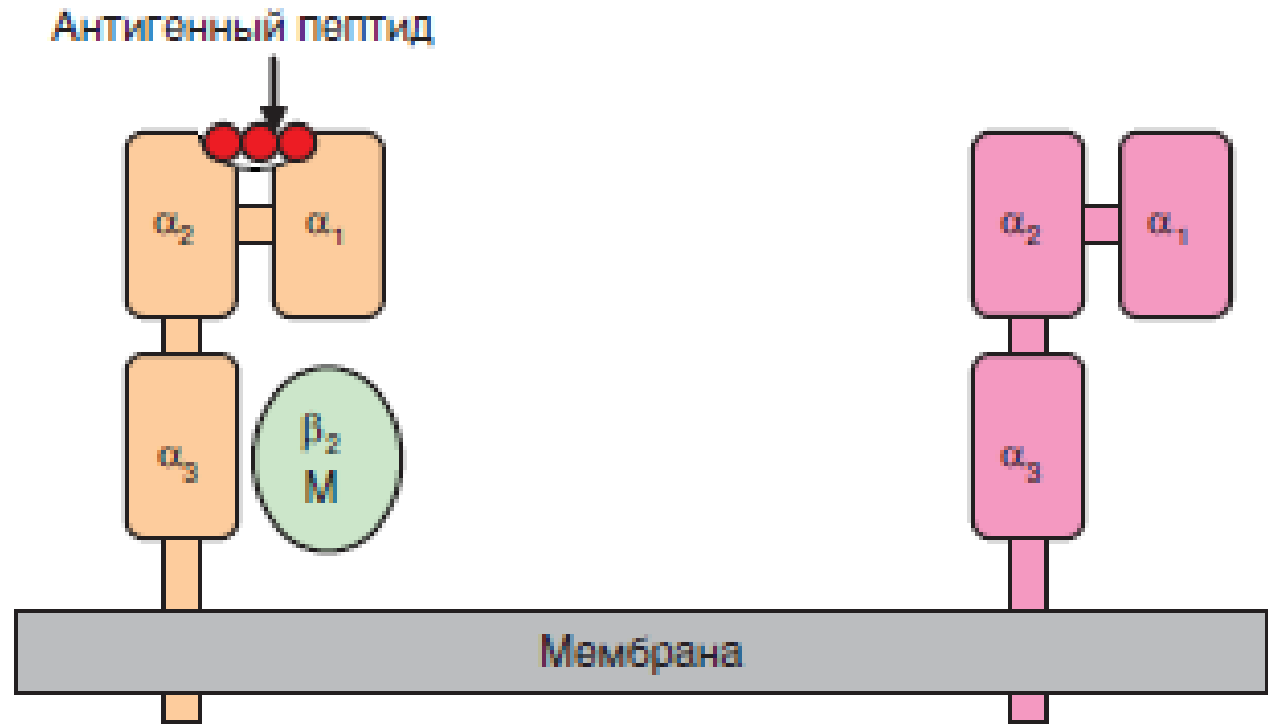 Антигенный пептид
α₂ α₁
α₂ α₁
α₃
β₂
М
α₃
Мембрана